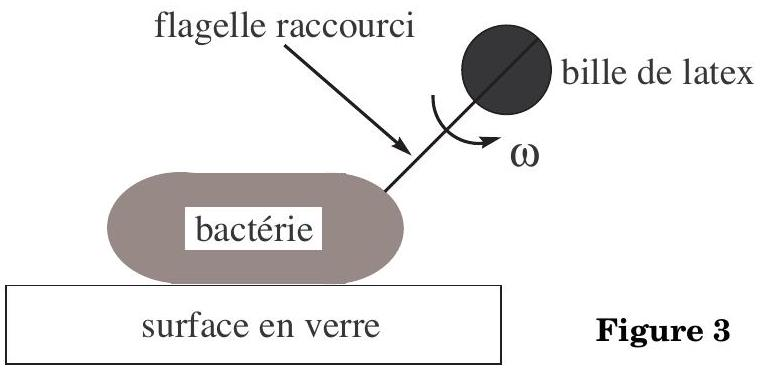 flagelle raccourci
bille de latex
ω
bactérie
surface en verre
Figure 3